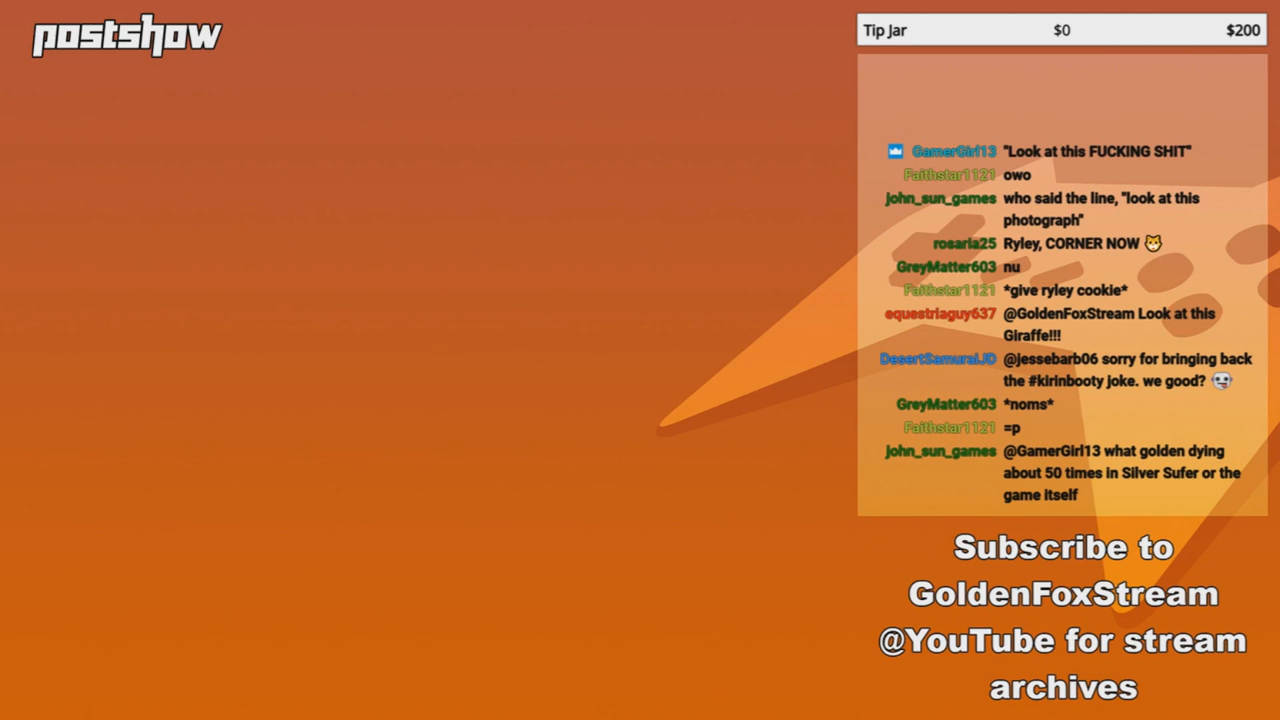 postshow
Tip Jar $0 $200
GamerGirl13 "Look at this FUCKING SHIT"
Faithstar1121 owo
john_sun_games who said the line, "look at this
photograph"
rosaria25 Ryley, CORNER NOW
GreyMatter603 nu
Faithstar1121 *give ryley cookie*
equestriaguy637 @GoldenFoxStream Look at this
Giraffe!!!
DesertSamuraiJD @jessebarb06 sorry for bringing back
the #kirinbooty joke. we good?
GreyMatter603 *noms*
Faithstar1121 =p
john_sun_games @GamerGirl13 what golden dying
about 50 times in Silver Sufer or the
game itself
Subscribe to
GoldenFoxStream
@YouTube for stream
archives